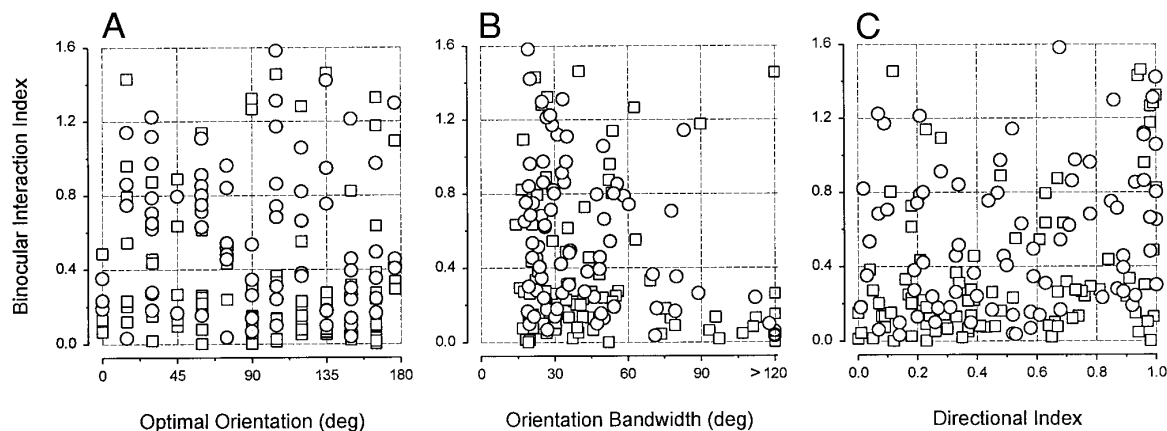 A B C
Binocular Interaction Index
1.6 1.6 1.6
1.2 1.2 1.2
0.8 0.8 0.8
0.4 0.4 0.4
0.0 0.0 0.0
0 45 90 135 180 0 30 60 90 > 120 0.0 0.2 0.4 0.6 0.8 1.0
Optimal Orientation (deg) Orientation Bandwidth (deg) Directional Index